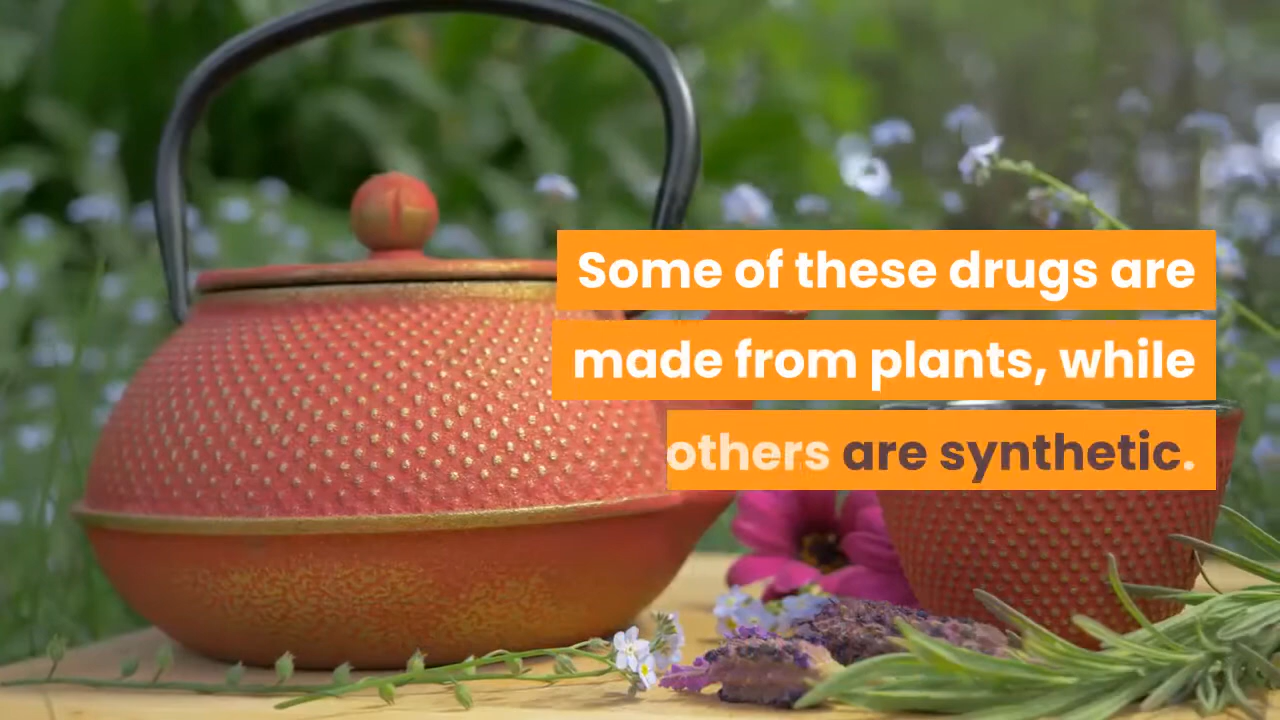 Some of these drugs are
made from plants, while
others are synthetic.